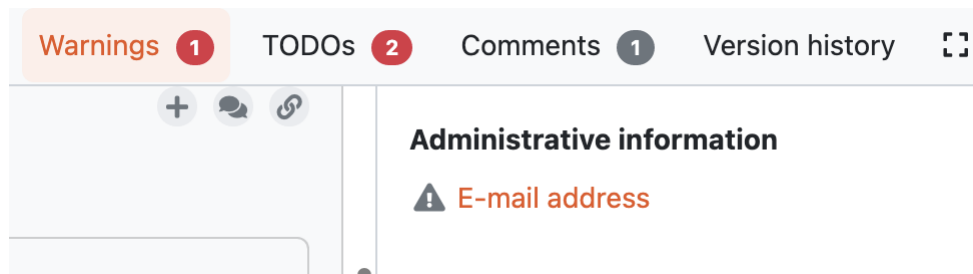 Warnings 1 TODOs 2 Comments 1 Version history
Administrative information
E-mail address